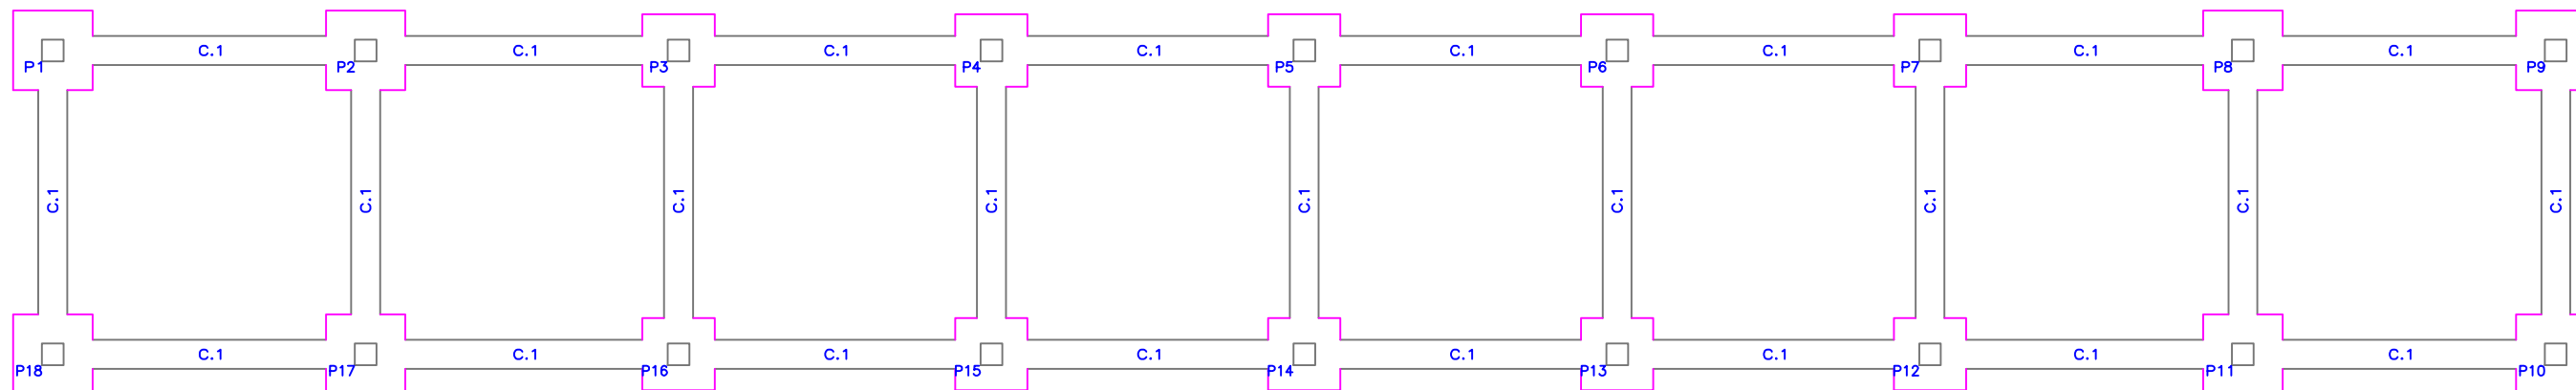 C.1 C.1 C.1 C.1 C.1 C.1 C.1 C.1
P1 P2 P3 P4 P5 P6 P7 P8 P9
C.1 C.1 C.1 C.1 C.1 C.1 C.1 C.1 C.1
C.1 C.1 C.1 C.1 C.1 C.1 C.1 C.1
P18 P17 P16 P15 P14 P13 P12 P11 P10